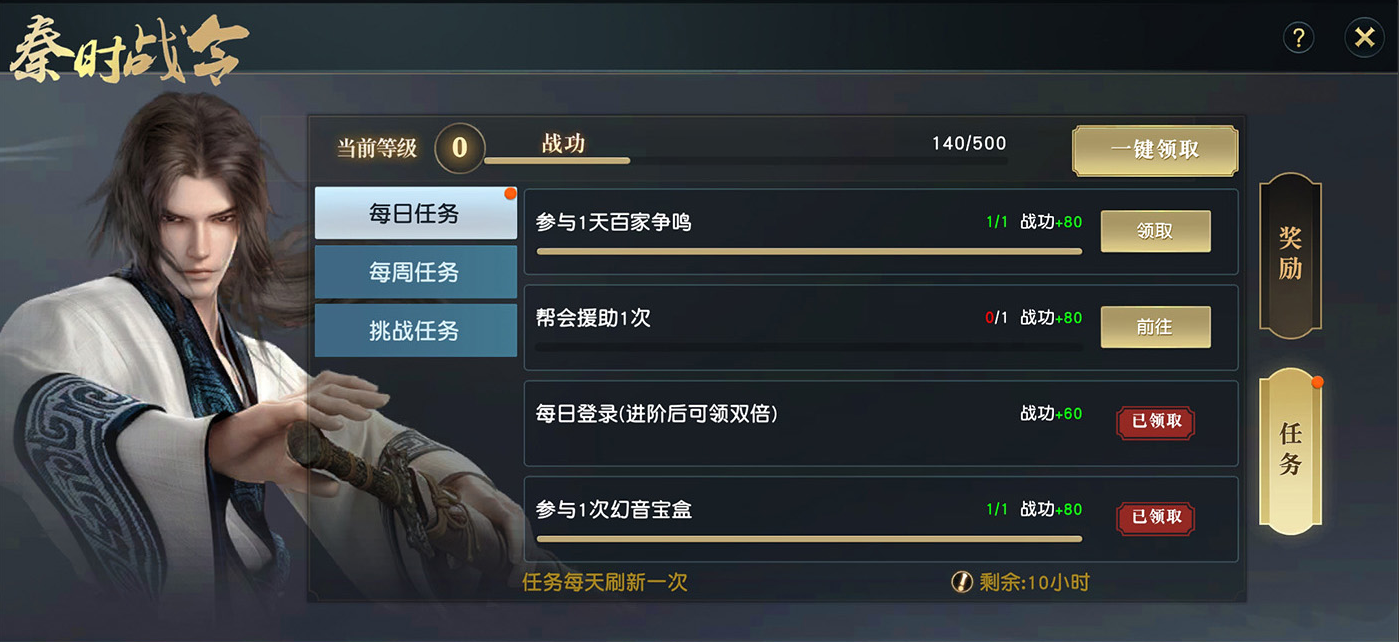 秦时战令
?
当前等级
0
战功
140/500
一键领取
每日任务
每周任务
挑战任务
参与1天百家争鸣
1/1 战功+80
领取
帮会援助1次
0/1 战功+80
前往
每日登录(进阶后可领双倍)
战功+60
已领取
参与1次幻音宝盒
1/1 战功+80
已领取
任务每天刷新一次
剩余:10小时
奖励
任务